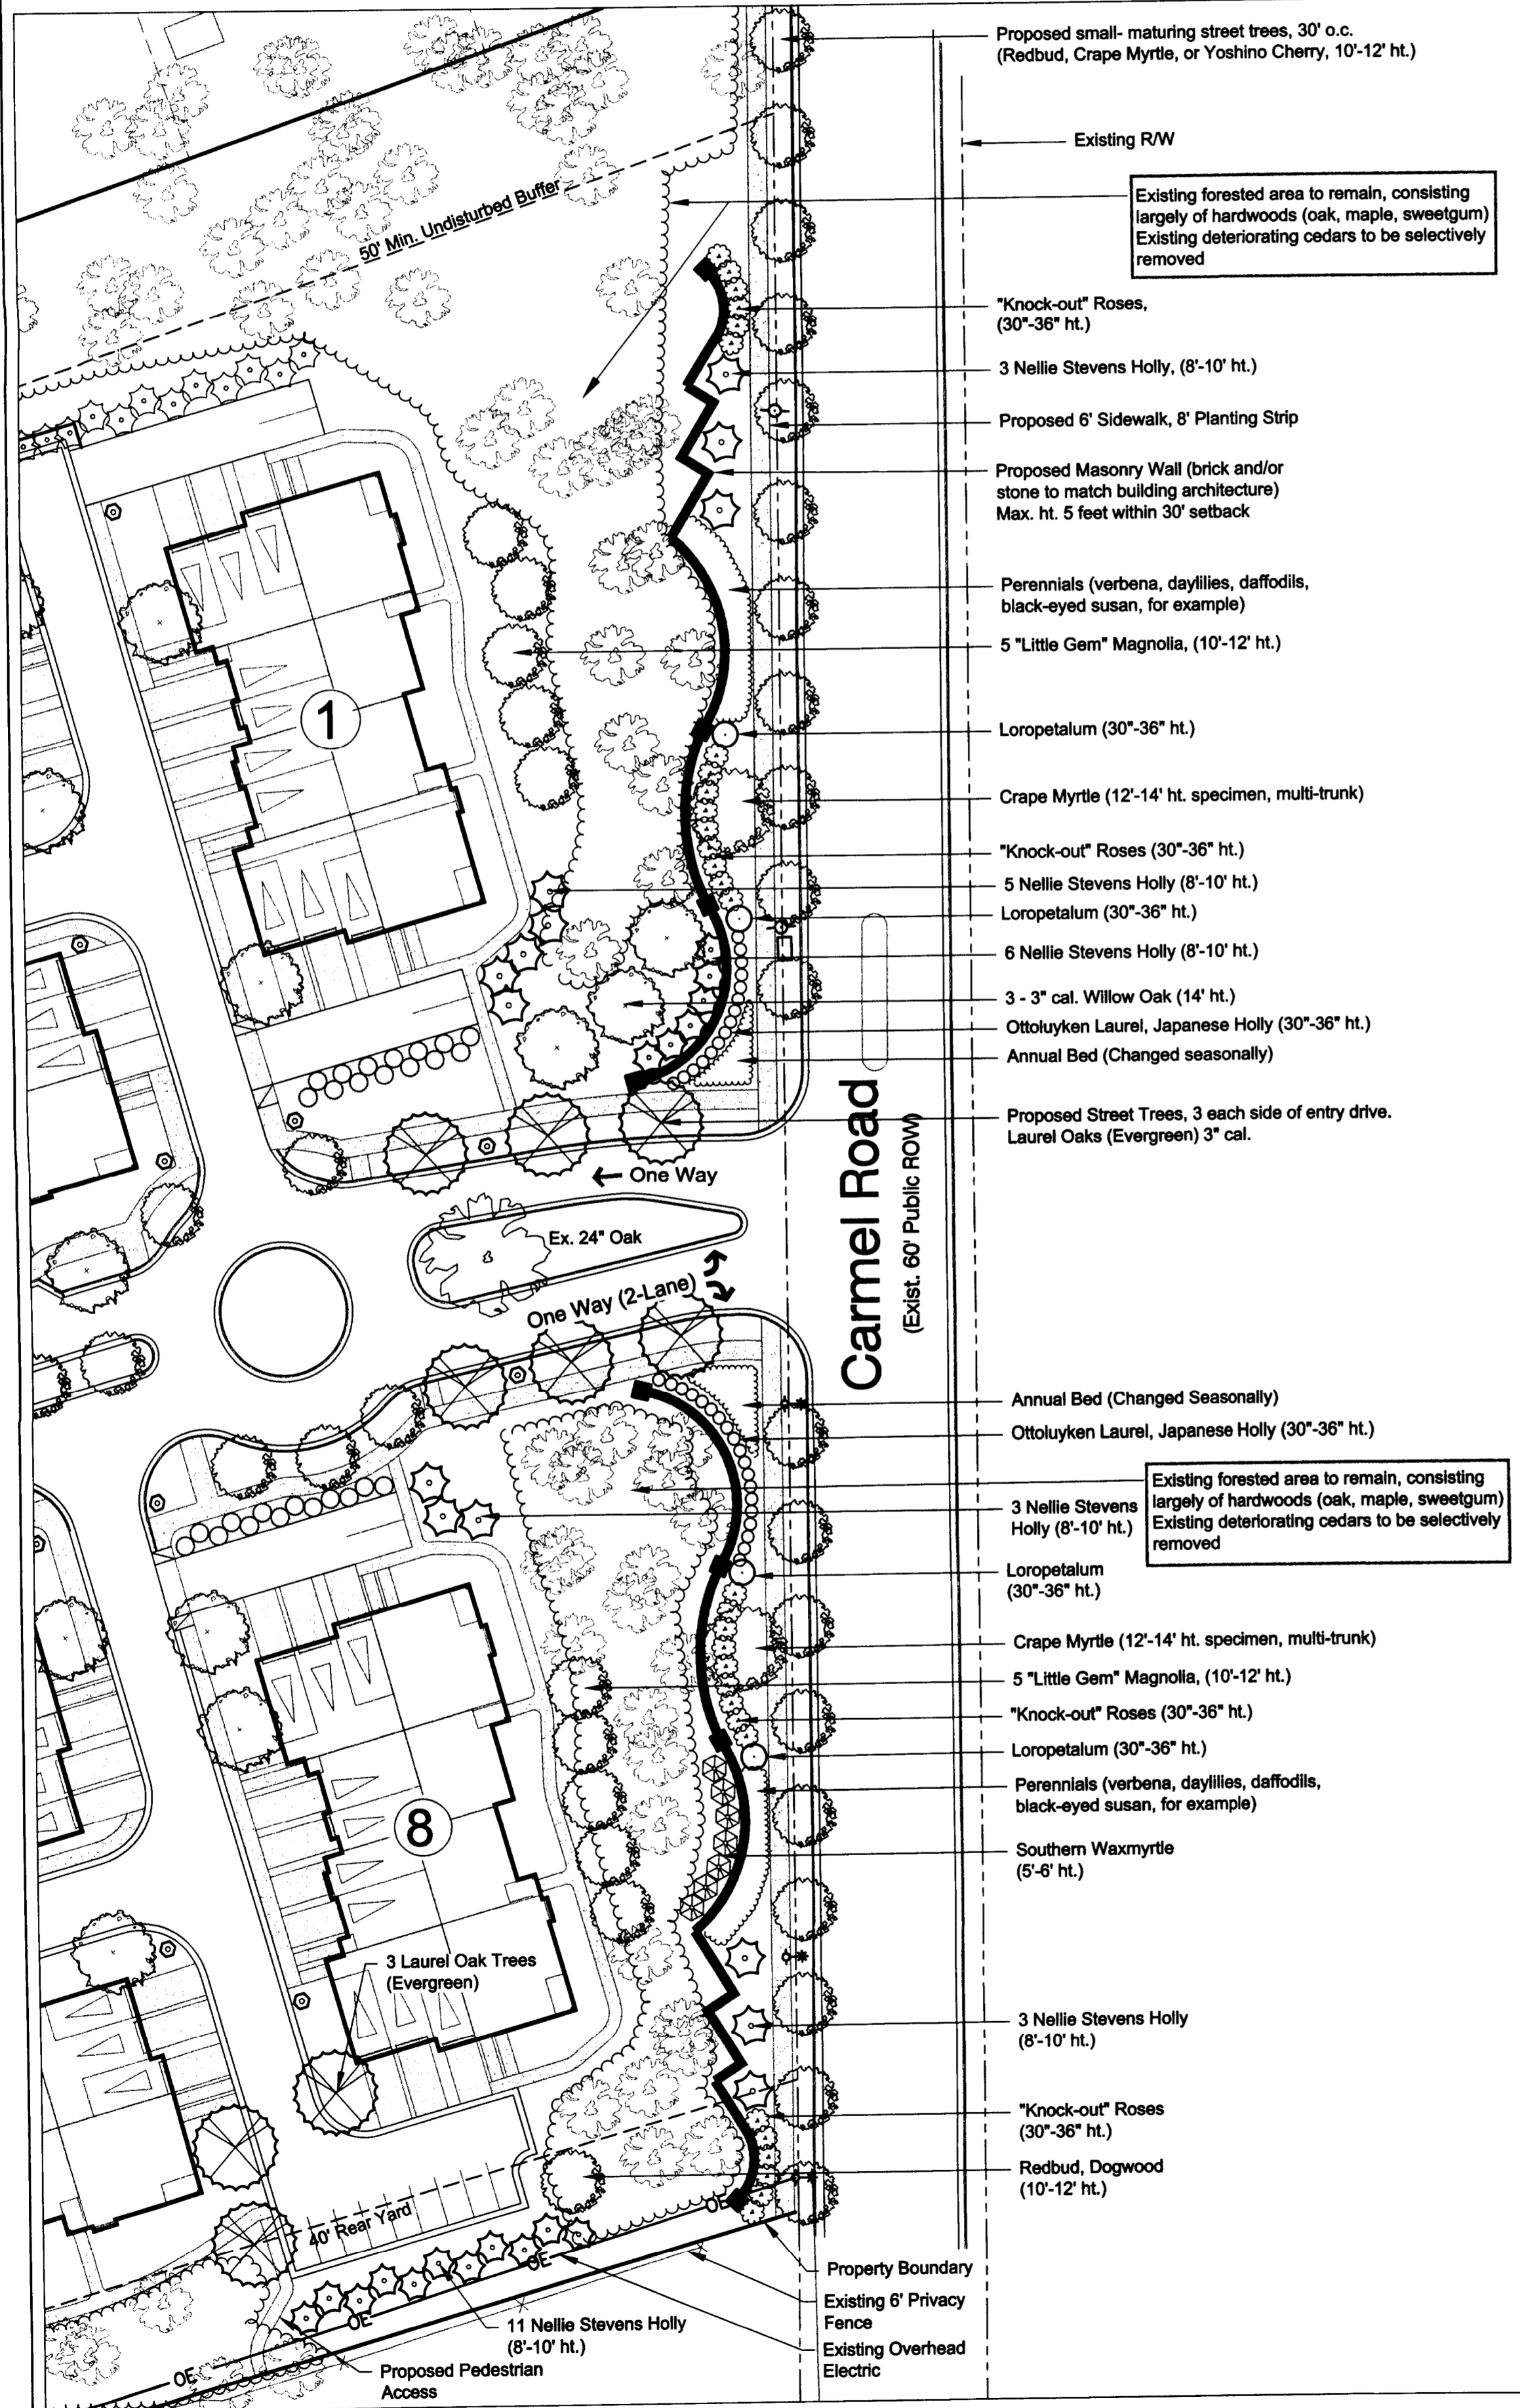 Proposed small- maturing street trees, 30' o.c.
(Redbud, Crape Myrtle, or Yoshino Cherry, 10'-12' ht.)
Existing R/W
50' Min. Undisturbed Buffer
Existing forested area to remain, consisting
largely of hardwoods (oak, maple, sweetgum)
Existing deteriorating cedars to be selectively
removed
"Knock-out" Roses,
(30"-36" ht.)
3 Nellie Stevens Holly, (8'-10' ht.)
Proposed 6' Sidewalk, 8' Planting Strip
Proposed Masonry Wall (brick and/or
stone to match building architecture)
Max. ht. 5 feet within 30' setback
Perennials (verbena, daylilies, daffodils,
black-eyed susan, for example)
5 "Little Gem" Magnolia, (10'-12' ht.)
1
Loropetalum (30"-36" ht.)
Crape Myrtle (12'-14' ht. specimen, multi-trunk)
"Knock-out" Roses (30"-36" ht.)
5 Nellie Stevens Holly (8'-10' ht.)
Loropetalum (30"-36" ht.)
6 Nellie Stevens Holly (8'-10' ht.)
3 - 3" cal. Willow Oak (14' ht.)
Ottoluyken Laurel, Japanese Holly (30"-36" ht.)
Annual Bed (Changed seasonally)
Proposed Street Trees, 3 each side of entry drive.
Laurel Oaks (Evergreen) 3" cal.
One Way
Ex. 24" Oak
One Way (2-Lane)
Carmel Road
(Exist. 60' Public ROW)
Annual Bed (Changed Seasonally)
Ottoluyken Laurel, Japanese Holly (30"-36" ht.)
Existing forested area to remain, consisting
largely of hardwoods (oak, maple, sweetgum)
Existing deteriorating cedars to be selectively
removed
3 Nellie Stevens
Holly (8'-10' ht.)
Loropetalum
(30"-36" ht.)
Crape Myrtle (12'-14' ht. specimen, multi-trunk)
5 "Little Gem" Magnolia, (10'-12' ht.)
"Knock-out" Roses (30"-36" ht.)
Loropetalum (30"-36" ht.)
Perennials (verbena, daylilies, daffodils,
black-eyed susan, for example)
8
Southern Waxmyrtle
(5'-6' ht.)
3 Laurel Oak Trees
(Evergreen)
3 Nellie Stevens Holly
(8'-10' ht.)
"Knock-out" Roses
(30"-36" ht.)
Redbud, Dogwood
(10'-12' ht.)
OE
40' Rear Yard
OE
Property Boundary
Existing 6' Privacy
Fence
OE
11 Nellie Stevens Holly
(8'-10' ht.)
Existing Overhead
Electric
OE
Proposed Pedestrian
Access